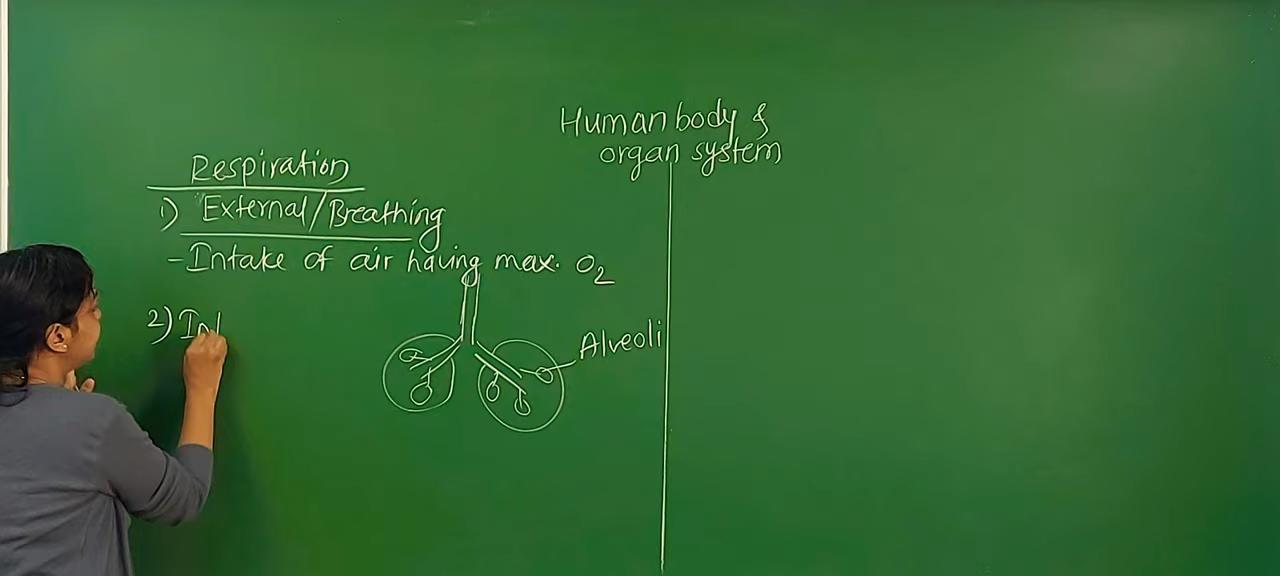 Human body &
organ system
Respiration
1) External/Breathing
- Intake of air having max. O2
Alveoli
2) In